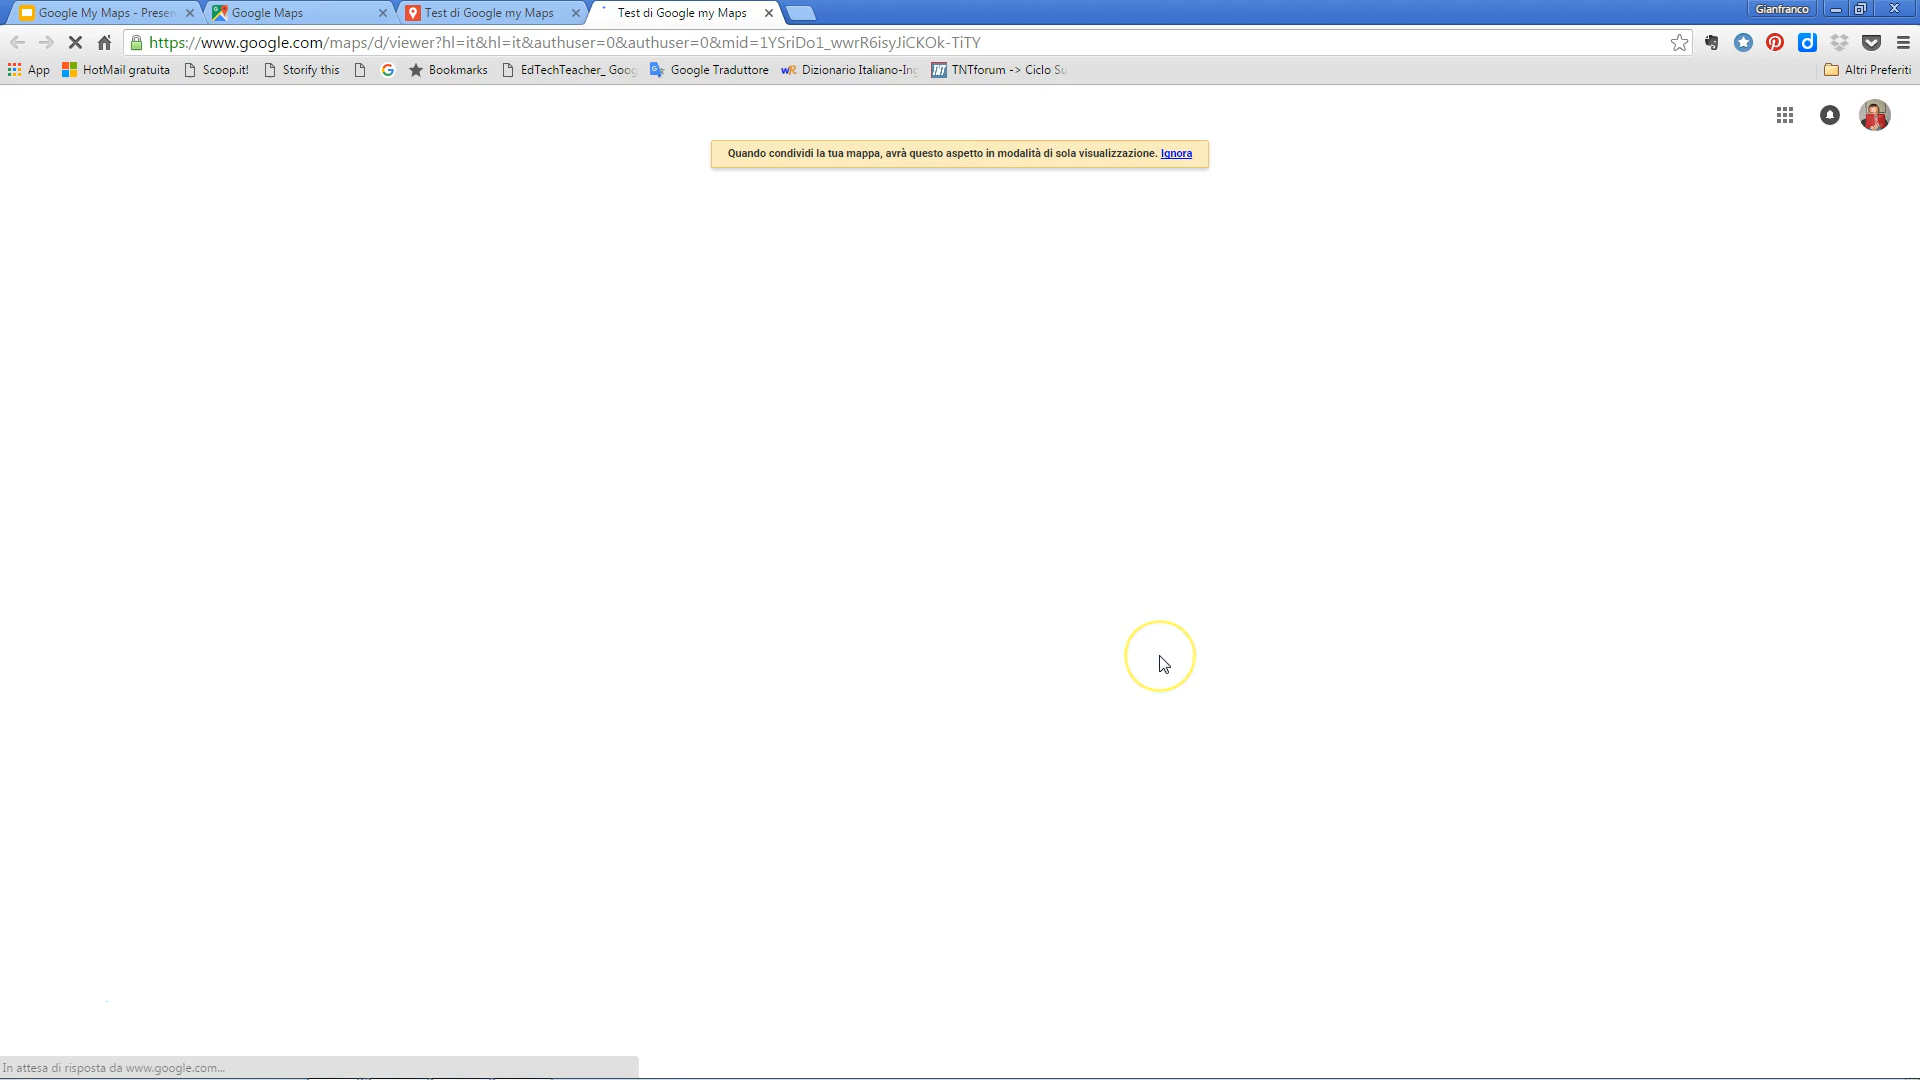 Google My Maps - Presen
Google Maps
Test di Google my Maps
Test di Google my Maps
Gianfranco
https://www.google.com/maps/d/viewer?hl=it&hl=it&authuser=0&authuser=0&mid=1YSriDo1_wwrR6isyJiCKOk-TiTY
App
HotMail gratuita
Scoop.it!
Storify this
Bookmarks
EdTechTeacher_ Goog
Google Traduttore
Dizionario Italiano-Ing
TNTforum -> Ciclo Su
Altri Preferiti
Quando condividi la tua mappa, avrà questo aspetto in modalità di sola visualizzazione. Ignora
In attesa di risposta da www.google.com...